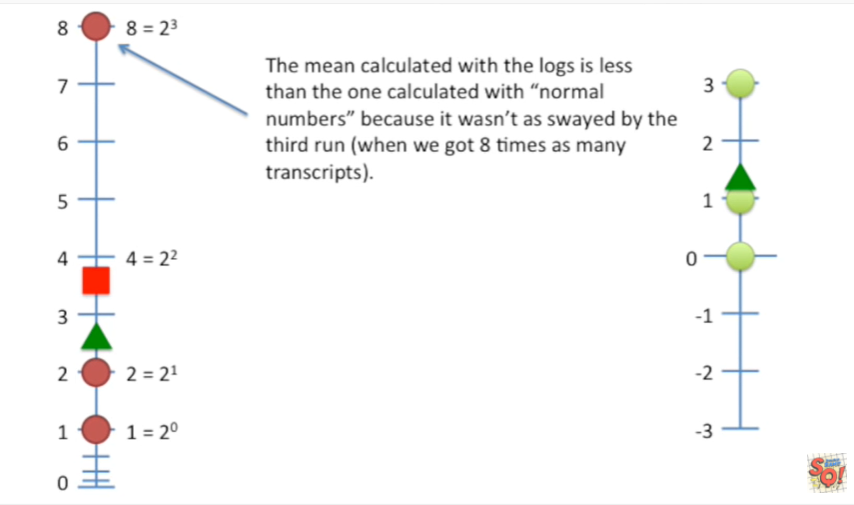 8
8 = 2³
The mean calculated with the logs is less
than the one calculated with “normal
numbers” because it wasn’t as swayed by the
third run (when we got 8 times as many
transcripts).
7
6
5
4
4 = 2²
3
2
2 = 2¹
1
1 = 2⁰
0
3
2
1
0
-1
-2
-3
SQ!